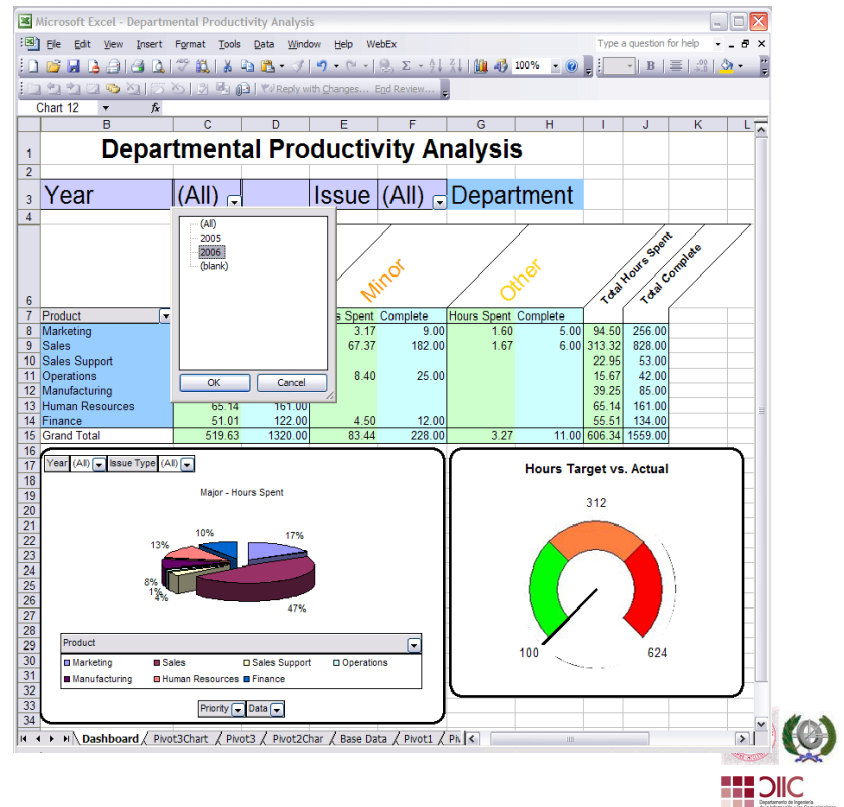 Microsoft Excel - Departmental Productivity Analysis
File Edit View Insert Format Tools Data Window Help WebEx Type a question for help
100% B
Reply with Changes... End Review...
Chart 12 fx
B C D E F G H I J K L
1 Departmental Productivity Analysis
2
3 Year (All) Issue (All) Department
4
(All)
2005
2006
(blank)
OK Cancel
6 Minor Other Total Hours Spent Total Complete
7 Product s Spent Complete Hours Spent Complete
8 Marketing 3.17 9.00 1.60 5.00 94.50 256.00
9 Sales 67.37 182.00 1.67 6.00 313.32 828.00
10 Sales Support 22.95 53.00
11 Operations 8.40 25.00 15.67 42.00
12 Manufacturing 39.25 85.00
13 Human Resources 65.14 161.00 65.14 161.00
14 Finance 51.01 122.00 4.50 12.00 55.51 134.00
15 Grand Total 519.63 1320.00 83.44 228.00 3.27 11.00 606.34 1559.00
16
17
18
19
20
21
22
23
24
25
26
27
28
29
30
31
32
33
34
Year (All) Issue Type (All)
Major - Hours Spent
17%
47%
4%
1%
8%
13%
10%
Product
Marketing Sales Sales Support Operations
Manufacturing Human Resources Finance
Priority Data
Hours Target vs. Actual
312
100 624
Dashboard Pivot3Chart Pivot3 Pivot2Char Base Data Pivot1
DIIC
Departamento de Ingeniería
de la Información y las Comunicaciones